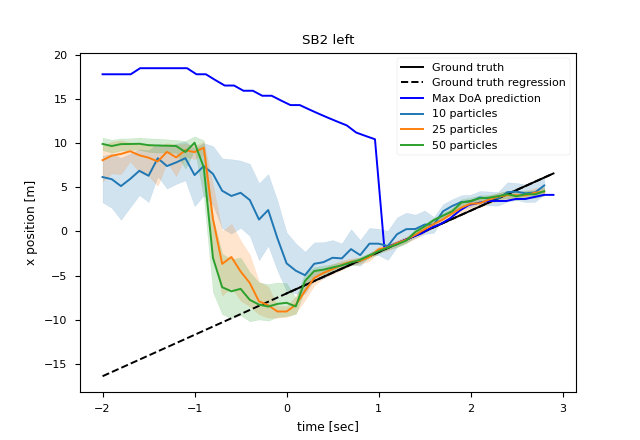 SB2 left
x position [m]
20
15
10
5
0
−5
−10
−15
Ground truth
Ground truth regression
Max DoA prediction
10 particles
25 particles
50 particles
−2
−1
0
1
2
3
time [sec]